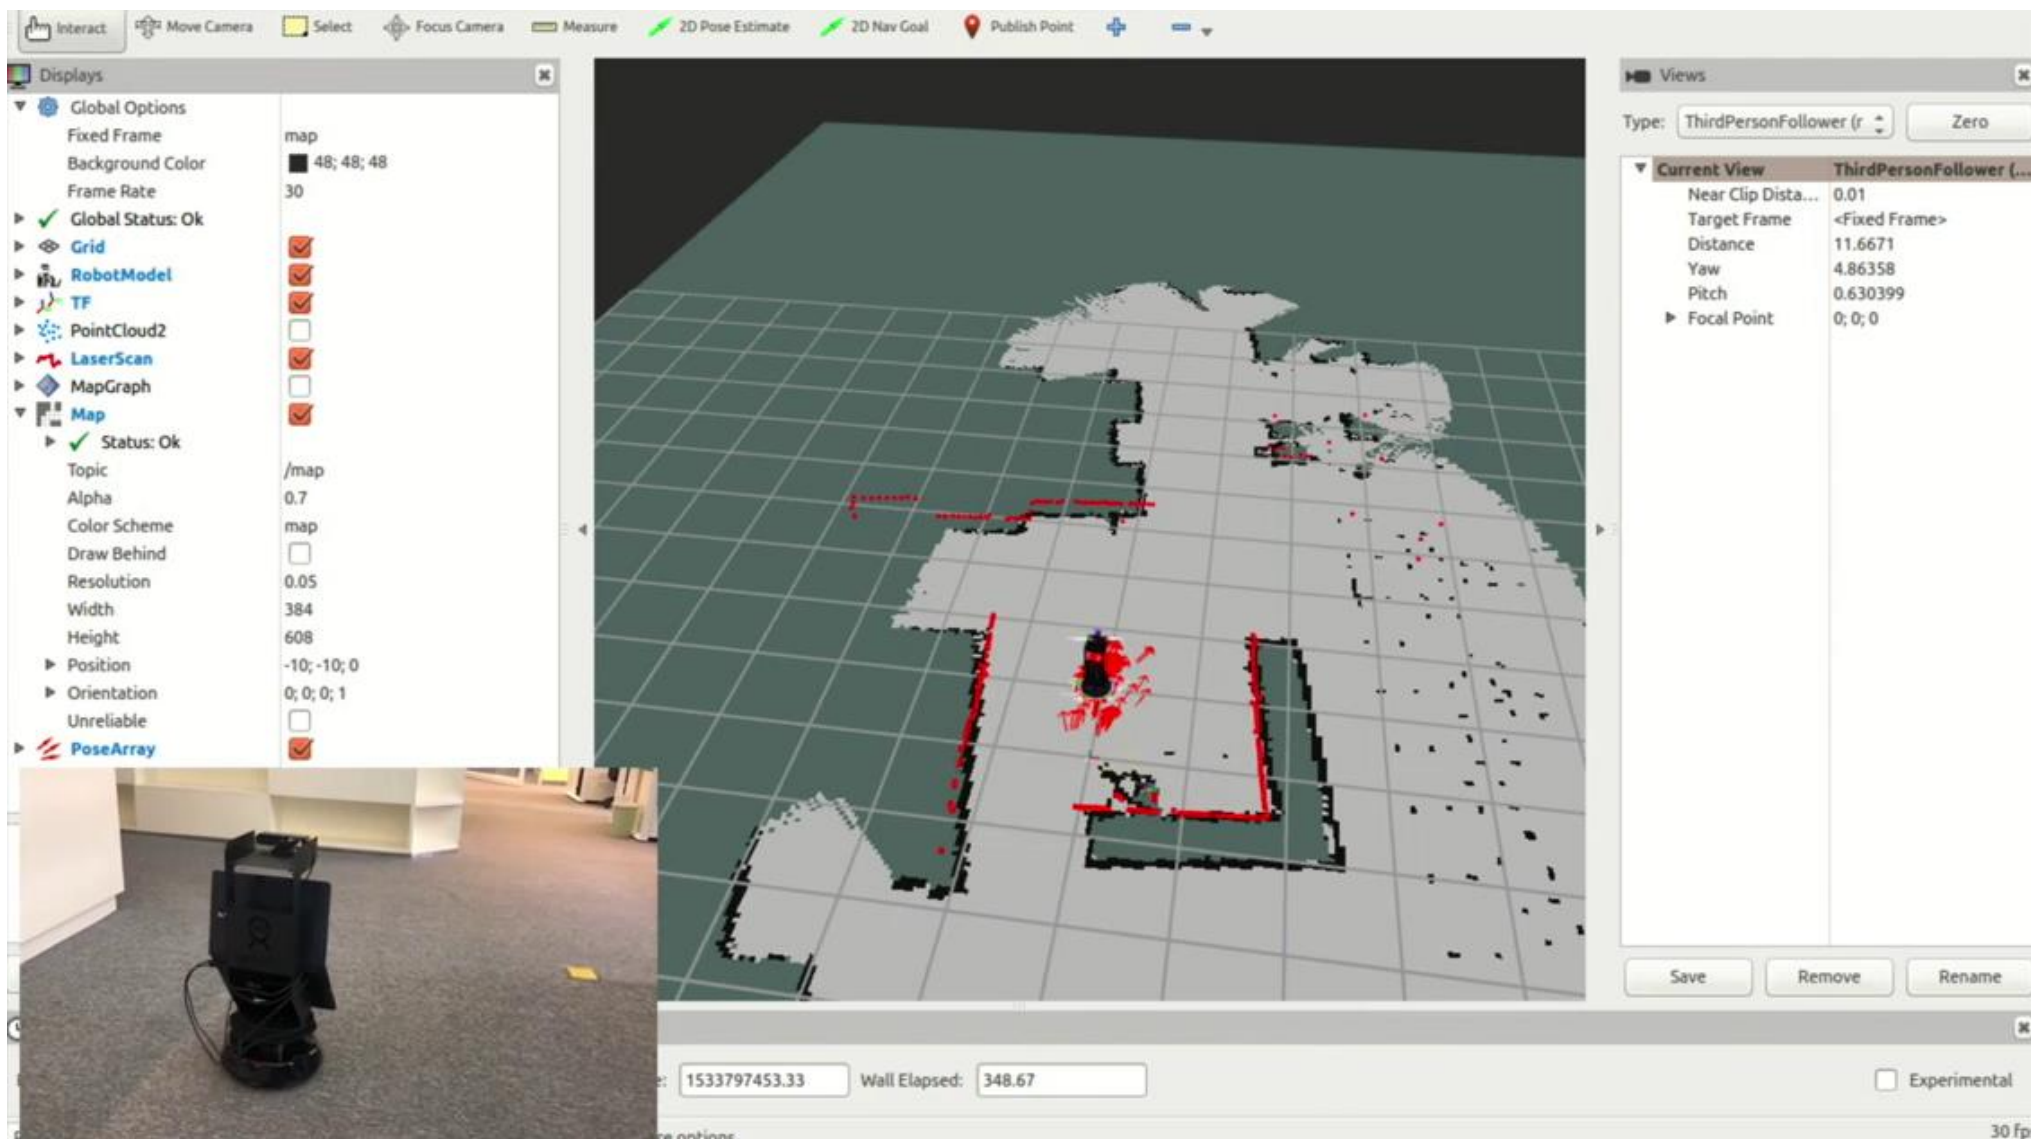 Interact Move Camera Select Focus Camera Measure 2D Pose Estimate 2D Nav Goal Publish Point
Displays
Global Options
Fixed Frame map
Background Color 48; 48; 48
Frame Rate 30
Global Status: Ok
Grid
RobotModel
TF
PointCloud2
LaserScan
MapGraph
Map
Status: Ok
Topic /map
Alpha 0.7
Color Scheme map
Draw Behind
Resolution 0.05
Width 384
Height 608
Position -10; -10; 0
Orientation 0; 0; 0; 1
Unreliable
PoseArray
Views
Type: ThirdPersonFollower (r Zero
Current View ThirdPersonFollower (...
Near Clip Dista... 0.01
Target Frame <Fixed Frame>
Distance 11.6671
Yaw 4.86358
Pitch 0.630399
Focal Point 0; 0; 0
Save Remove Rename
1533797453.33 Wall Elapsed: 348.67 Experimental
options 30 fp